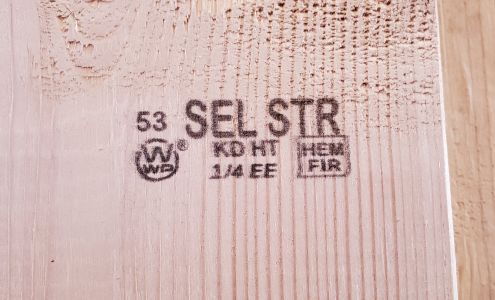 53 SEL STR
WWP® KD HT HEM
1/4 EE FIR